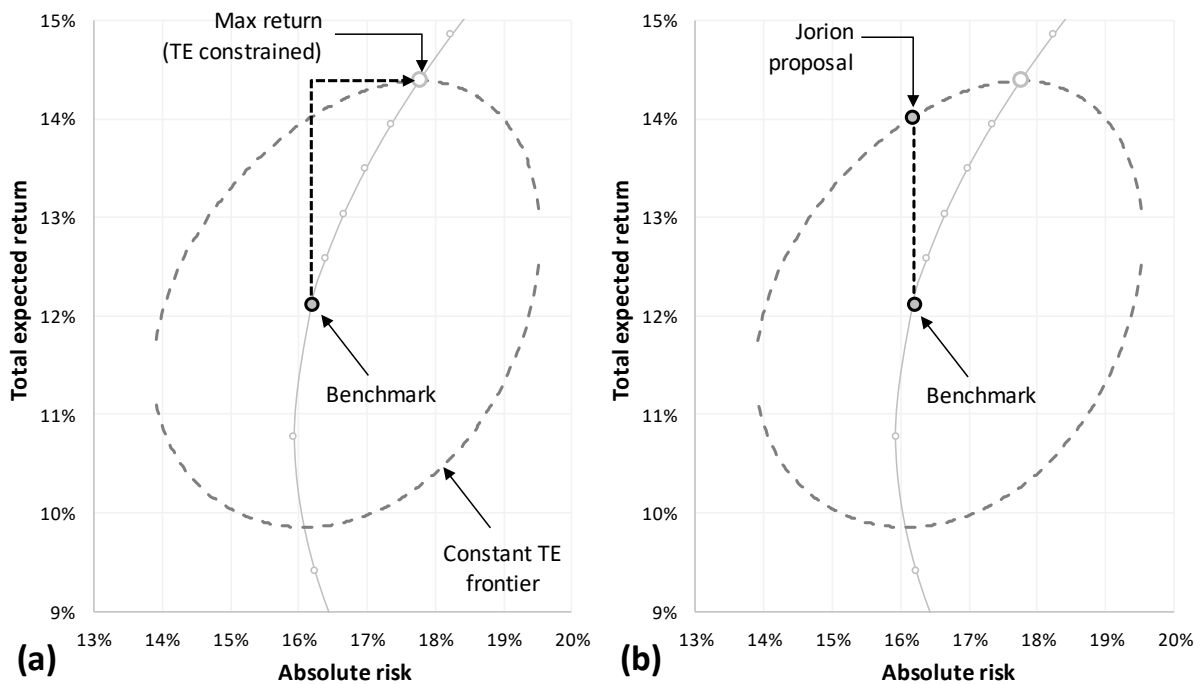 Max return
(TE constrained)
Benchmark
Constant TE
frontier
Total expected return
15%
14%
13%
12%
11%
10%
9%
13%
14%
15%
16%
17%
18%
19%
20%
Absolute risk
(a)
Jorion
proposal
Benchmark
Total expected return
15%
14%
13%
12%
11%
10%
9%
13%
14%
15%
16%
17%
18%
19%
20%
Absolute risk
(b)